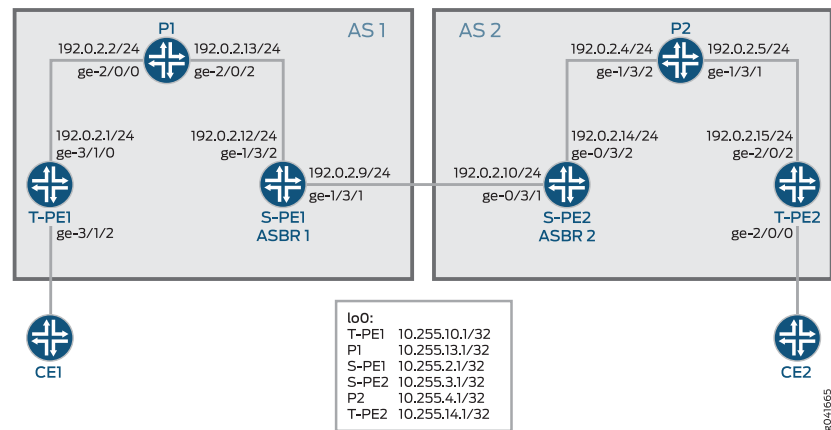 P1
AS 1
192.0.2.2/24
192.0.2.13/24
ge-2/0/0
ge-2/0/2
192.0.2.1/24
ge-3/1/0
192.0.2.12/24
ge-1/3/2
192.0.2.9/24
ge-1/3/1
T-PE1
ge-3/1/2
S-PE1
ASBR 1
CE1
AS 2
P2
192.0.2.4/24
192.0.2.5/24
ge-1/3/2
ge-1/3/1
192.0.2.14/24
ge-0/3/2
192.0.2.15/24
ge-2/0/2
192.0.2.10/24
ge-0/3/1
S-PE2
ASBR 2
T-PE2
ge-2/0/0
CE2
lo0:
T-PE1 10.255.10.1/32
P1 10.255.13.1/32
S-PE1 10.255.2.1/32
S-PE2 10.255.3.1/32
P2 10.255.4.1/32
T-PE2 10.255.14.1/32
g041665